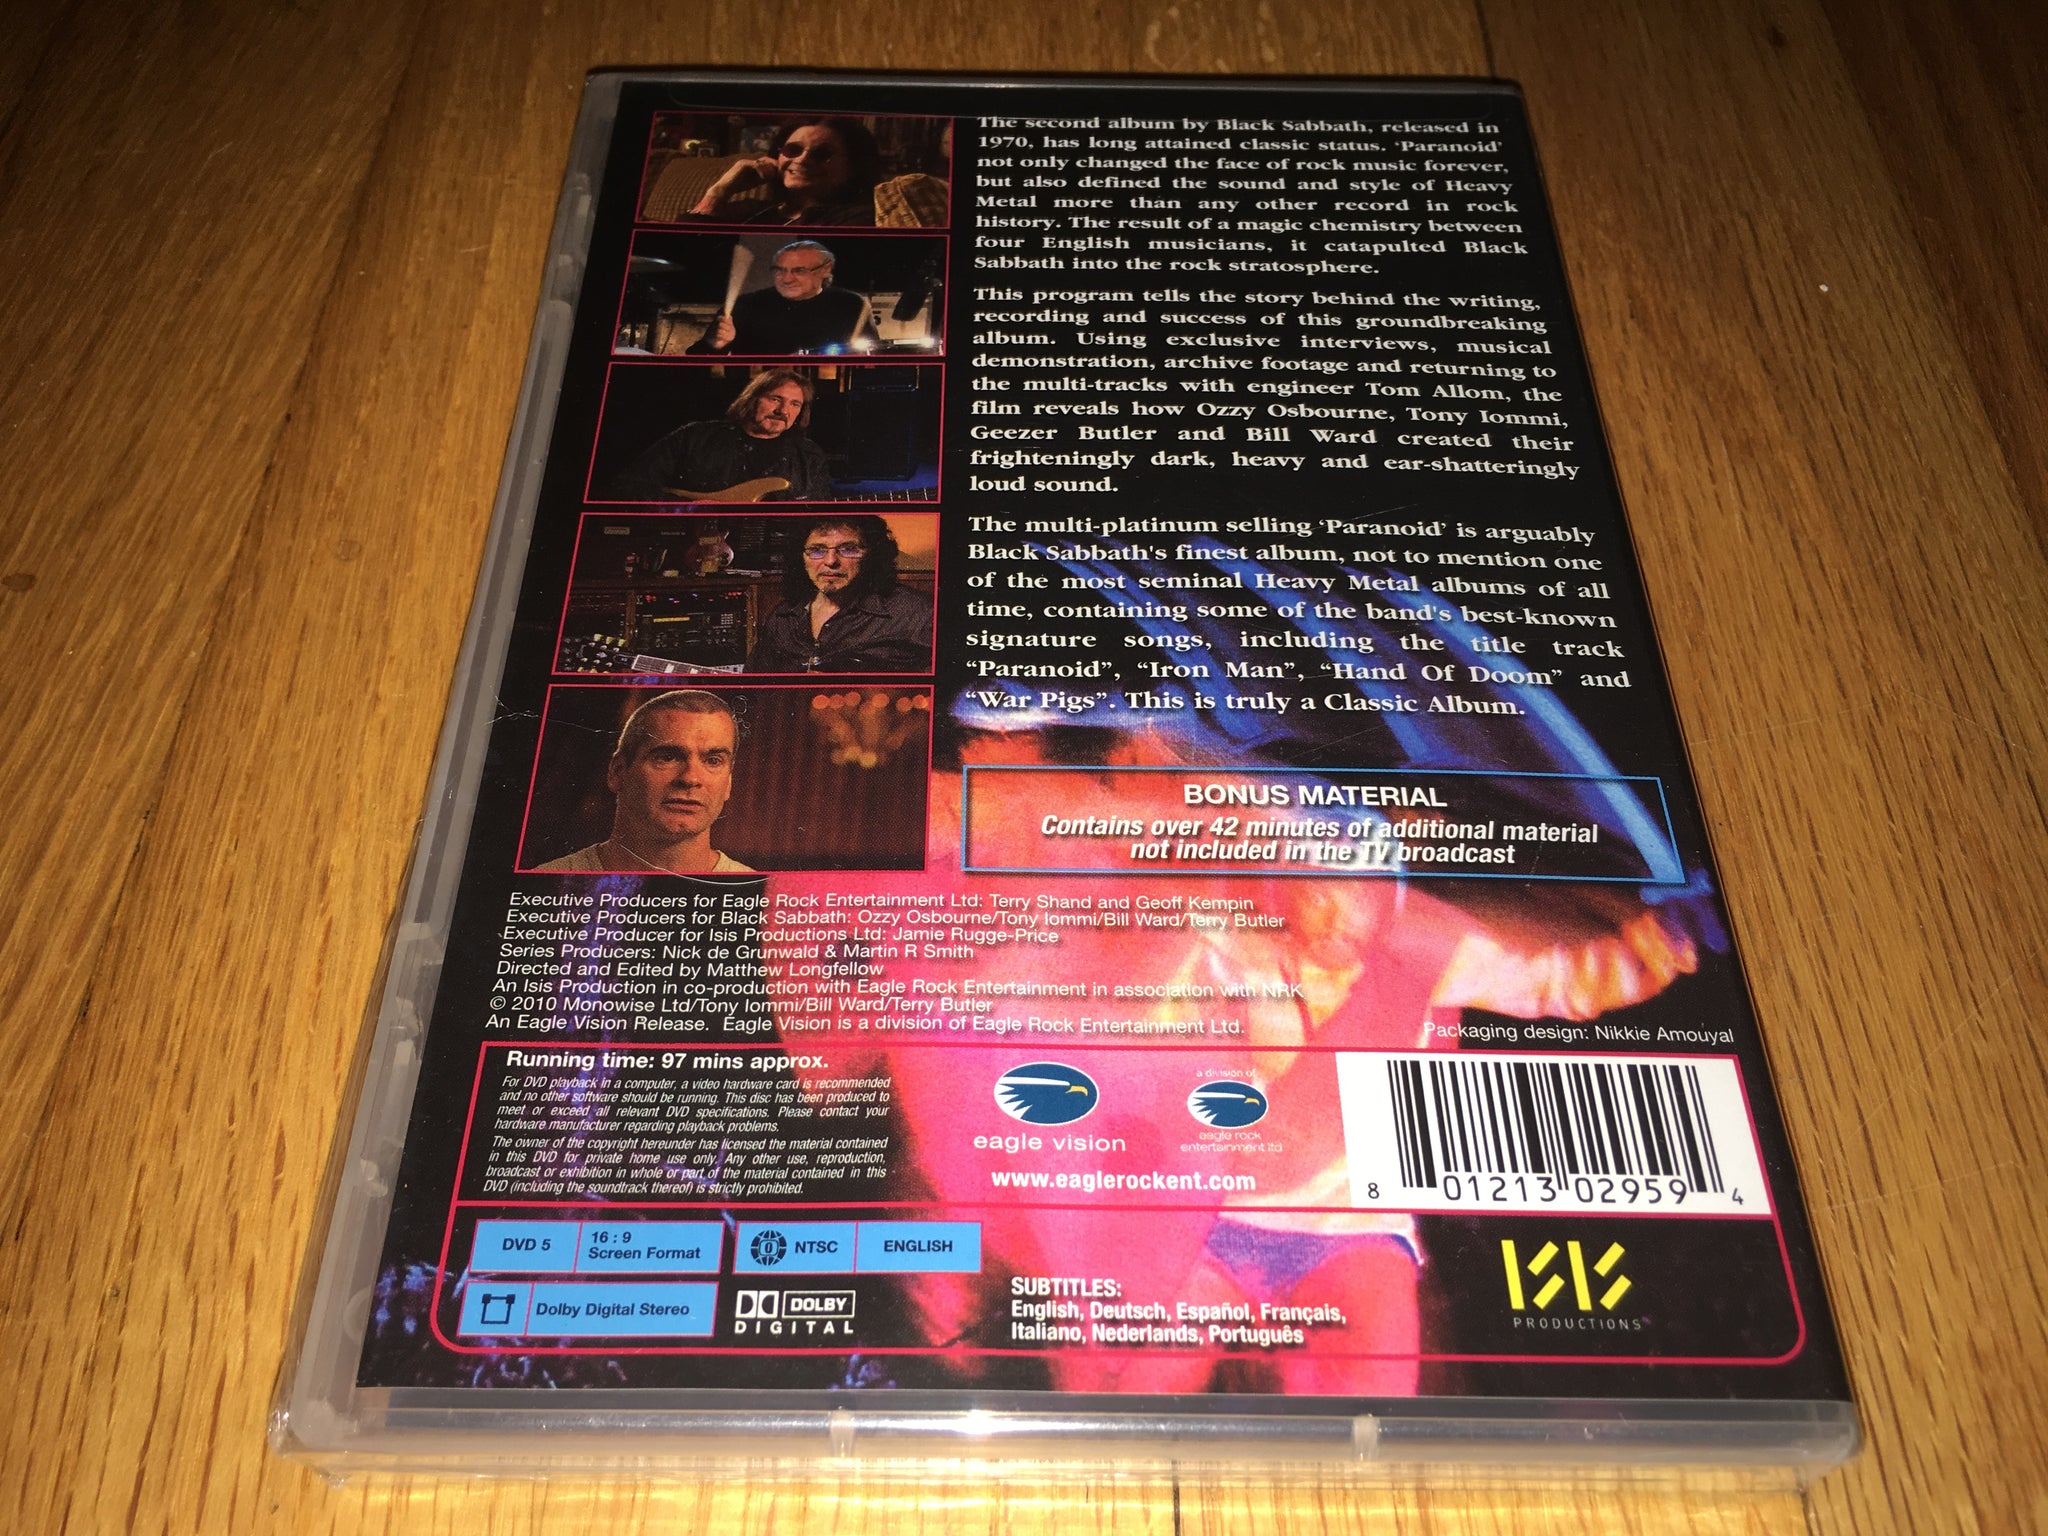 The second album by Black Sabbath, released in
1970, has long attained classic status. ‘Paranoid’
not only changed the face of rock music forever,
but also defined the sound and style of Heavy
Metal more than any other record in rock
history. The result of a magic chemistry between
four English musicians, it catapulted Black
Sabbath into the rock stratosphere.
This program tells the story behind the writing,
recording and success of this groundbreaking
album. Using exclusive interviews, musical
demonstration, archive footage and returning to
the multi-tracks with engineer Tom Allom, the
film reveals how Ozzy Osbourne, Tony Iommi,
Geezer Butler and Bill Ward created their
frighteningly dark, heavy and ear-shatteringly
loud sound.
The multi-platinum selling ‘Paranoid’ is arguably
Black Sabbath's finest album, not to mention one
of the most seminal Heavy Metal albums of all
time, containing some of the band's best-known
signature songs, including the title track
“Paranoid”, “Iron Man”, “Hand Of Doom” and
“War Pigs”. This is truly a Classic Album.
BONUS MATERIAL
Contains over 42 minutes of additional material
not included in the TV broadcast
Executive Producers for Eagle Rock Entertainment Ltd: Terry Shand and Geoff Kempin
Executive Producers for Black Sabbath: Ozzy Osbourne/Tony Iommi/Bill Ward/Terry Butler
Executive Producer for Isis Productions Ltd: Jamie Rugge-Price
Series Producers: Nick de Grunwald & Martin R Smith
Directed and Edited by Matthew Longfellow
An Isis Production in co-production with Eagle Rock Entertainment in association with NRK
© 2010 Monowise Ltd/Tony Iommi/Bill Ward/Terry Butler
An Eagle Vision Release. Eagle Vision is a division of Eagle Rock Entertainment Ltd.
Packaging design: Nikkie Amouyal
Running time: 97 mins approx.
For DVD playback in a computer, a video hardware card is recommended
and no other software should be running. This disc has been produced to
meet or exceed all relevant DVD specifications. Please contact your
hardware manufacturer regarding playback problems.
The owner of the copyright hereunder has licensed the material contained
in this DVD for private home use only. Any other use, reproduction,
broadcast or exhibition in whole or part of the material contained in this
DVD (including the soundtrack thereof) is strictly prohibited.
eagle vision
a division of
eagle rock
entertainment ltd
www.eaglerockent.com
8 01213 02959 4
DVD 5
16 : 9
Screen Format
0
NTSC
ENGLISH
Dolby Digital Stereo
DOLBY
DIGITAL
SUBTITLES:
English, Deutsch, Español, Français,
Italiano, Nederlands, Português
ISIS
PRODUCTIONS